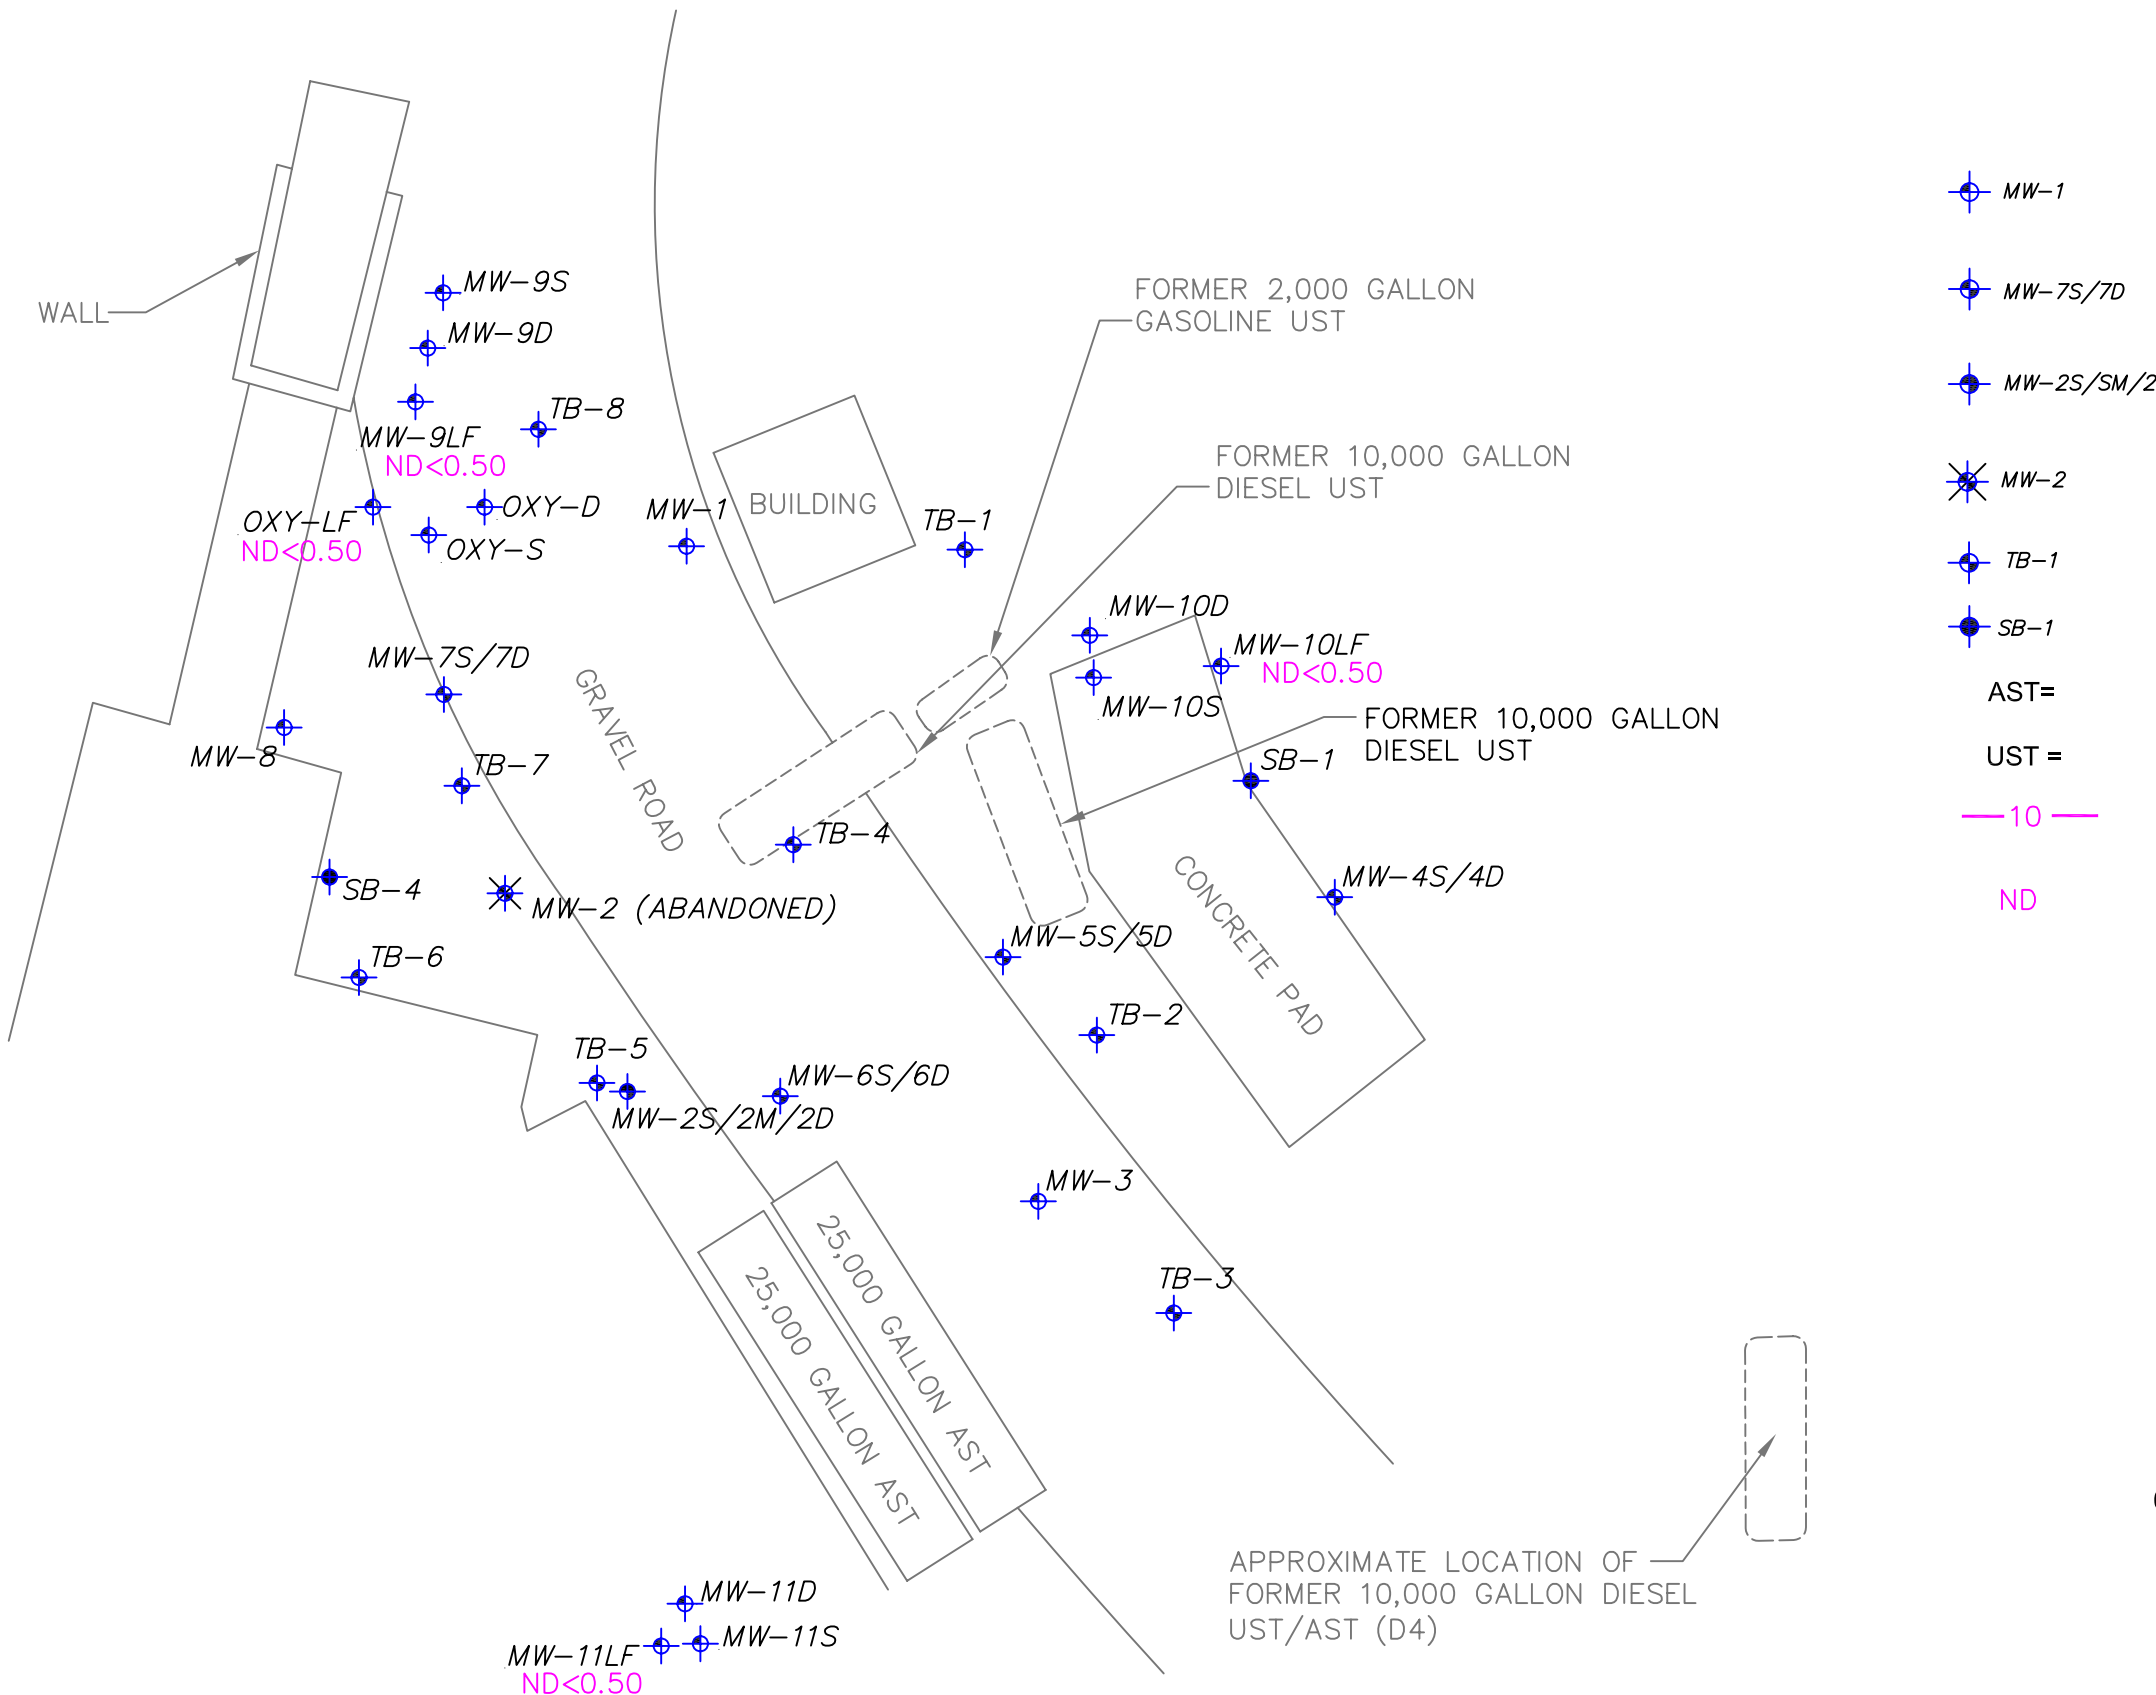 WALL
MW-9S
MW-9D
MW-9LF
ND<0.50
TB-8
OXY-LF
ND<0.50
OXY-D
OXY-S
MW-1
BUILDING
TB-1
FORMER 2,000 GALLON
GASOLINE UST
FORMER 10,000 GALLON
DIESEL UST
MW-10D
MW-10LF
ND<0.50
MW-10S
FORMER 10,000 GALLON
DIESEL UST
SB-1
MW-7S/7D
GRAVEL ROAD
MW-8
TB-7
TB-4
SB-4
MW-2 (ABANDONED)
MW-4S/4D
CONCRETE PAD
MW-5S/5D
TB-6
TB-2
TB-5
MW-2S/2M/2D
MW-6S/6D
MW-3
TB-3
25,000 GALLON AST
25,000 GALLON AST
APPROXIMATE LOCATION OF
FORMER 10,000 GALLON DIESEL
UST/AST (D4)
MW-11D
MW-11S
MW-11LF
ND<0.50
MW-1
MW-7S/7D
MW-2S/SM/2
MW-2
TB-1
SB-1
AST=
UST =
10
ND